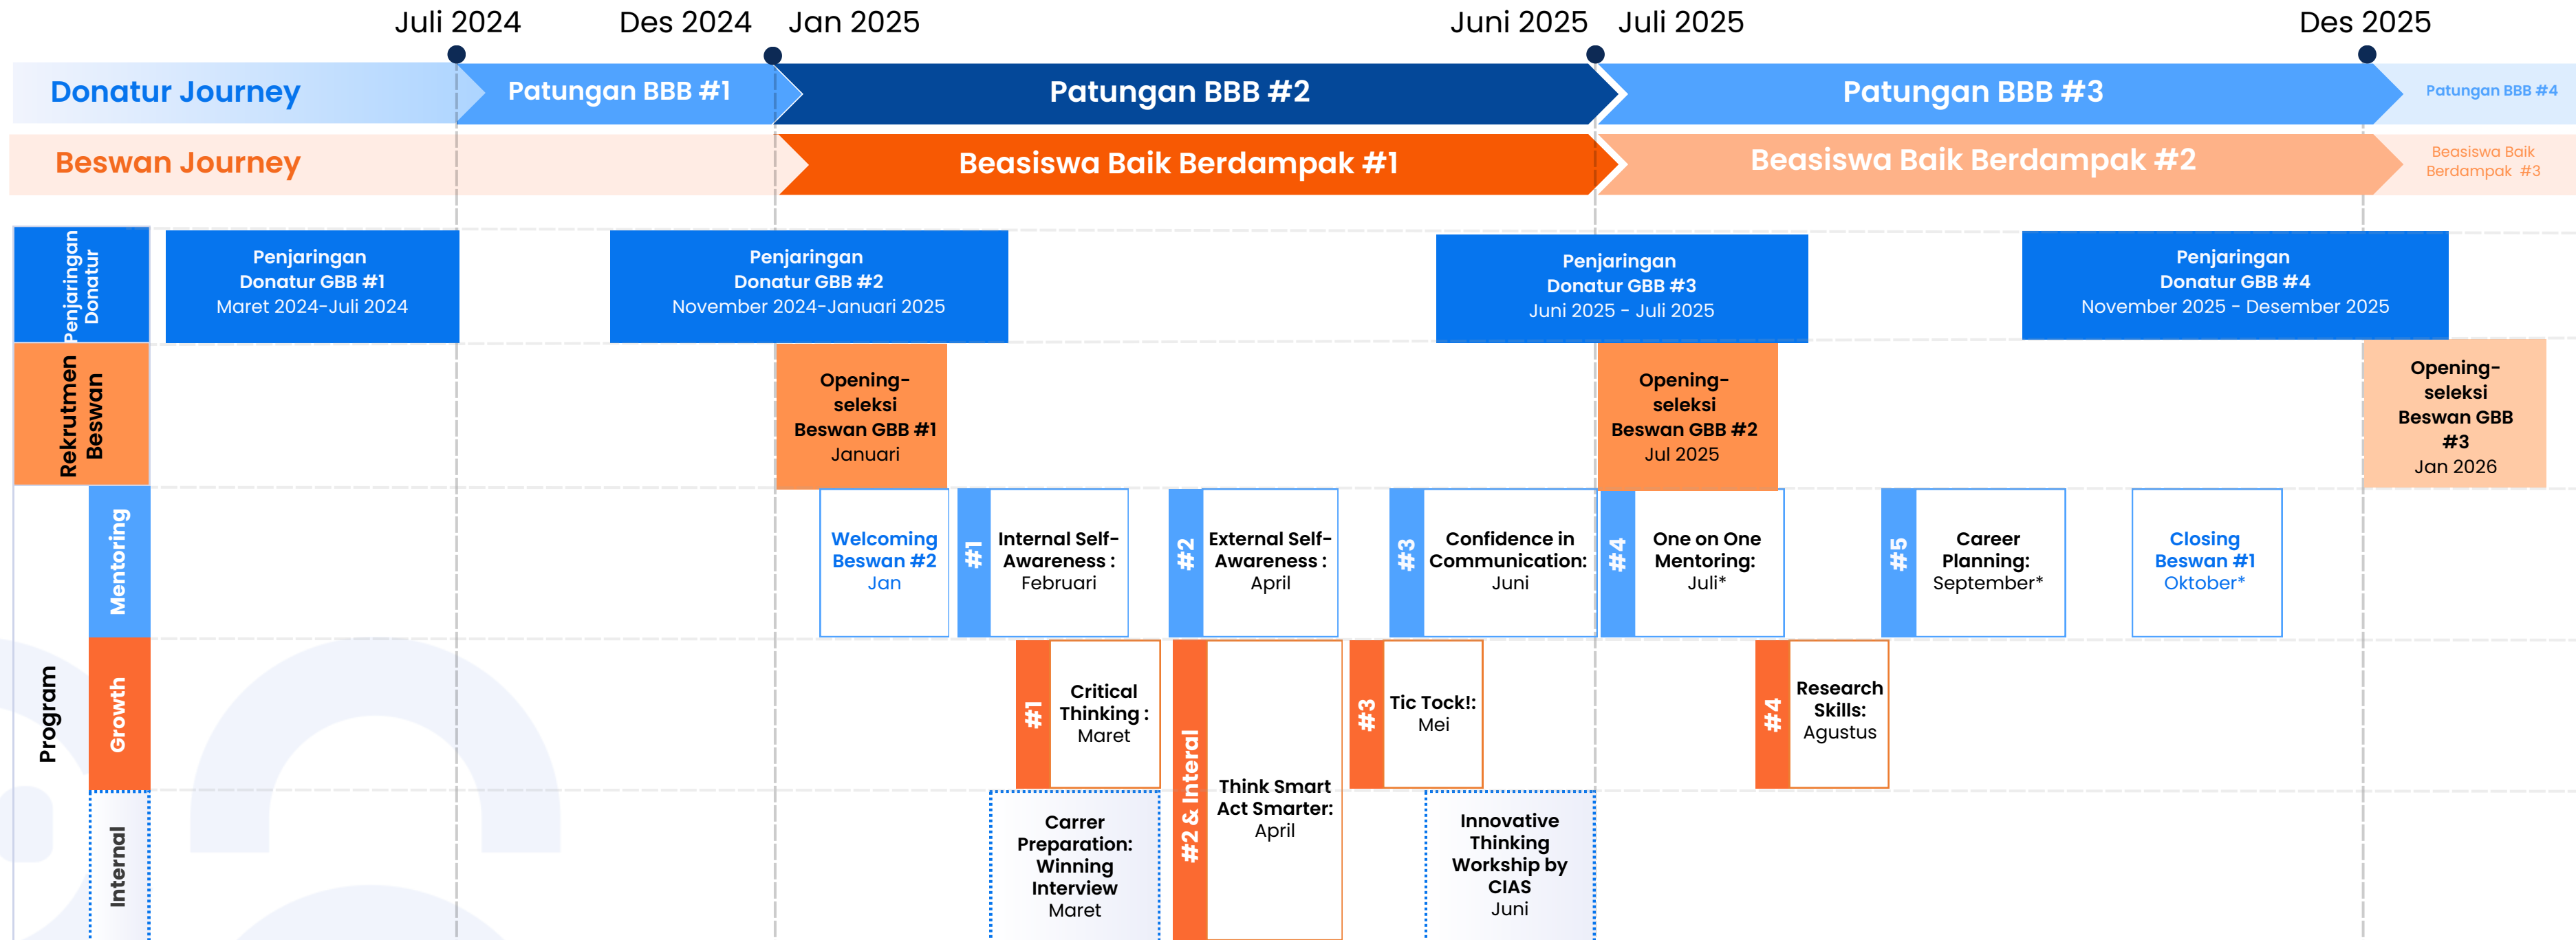 Juli 2024
Des 2024
Jan 2025
Juni 2025
Juli 2025
Des 2025
Donatur Journey
Patungan BBB #1
Patungan BBB #2
Patungan BBB #3
Patungan BBB #4
Beswan Journey
Beasiswa Baik Berdampak #1
Beasiswa Baik Berdampak #2
Beasiswa Baik
Berdampak #3
Penjaringan
Donatur
Penjaringan
Donatur GBB #1
Maret 2024-Juli 2024
Penjaringan
Donatur GBB #2
November 2024-Januari 2025
Penjaringan
Donatur GBB #3
Juni 2025 - Juli 2025
Penjaringan
Donatur GBB #4
November 2025 - Desember 2025
Rekrutmen
Beswan
Opening-
seleksi
Beswan GBB #1
Januari
Opening-
seleksi
Beswan GBB #2
Jul 2025
Opening-
seleksi
Beswan GBB
#3
Jan 2026
Program
Mentoring
Welcoming
Beswan #2
Jan
#1
Internal Self-
Awareness :
Februari
#2
External Self-
Awareness :
April
#3
Confidence in
Communication:
Juni
#4
One on One
Mentoring:
Juli*
#5
Career
Planning:
September*
Closing
Beswan #1
Oktober*
Growth
#1
Critical
Thinking :
Maret
#2 & Interal
Think Smart
Act Smarter:
April
#3
Tic Tock!:
Mei
#4
Research
Skills:
Agustus
Internal
Carrer
Preparation:
Winning
Interview
Maret
Innovative
Thinking
Workship by
CIAS
Juni